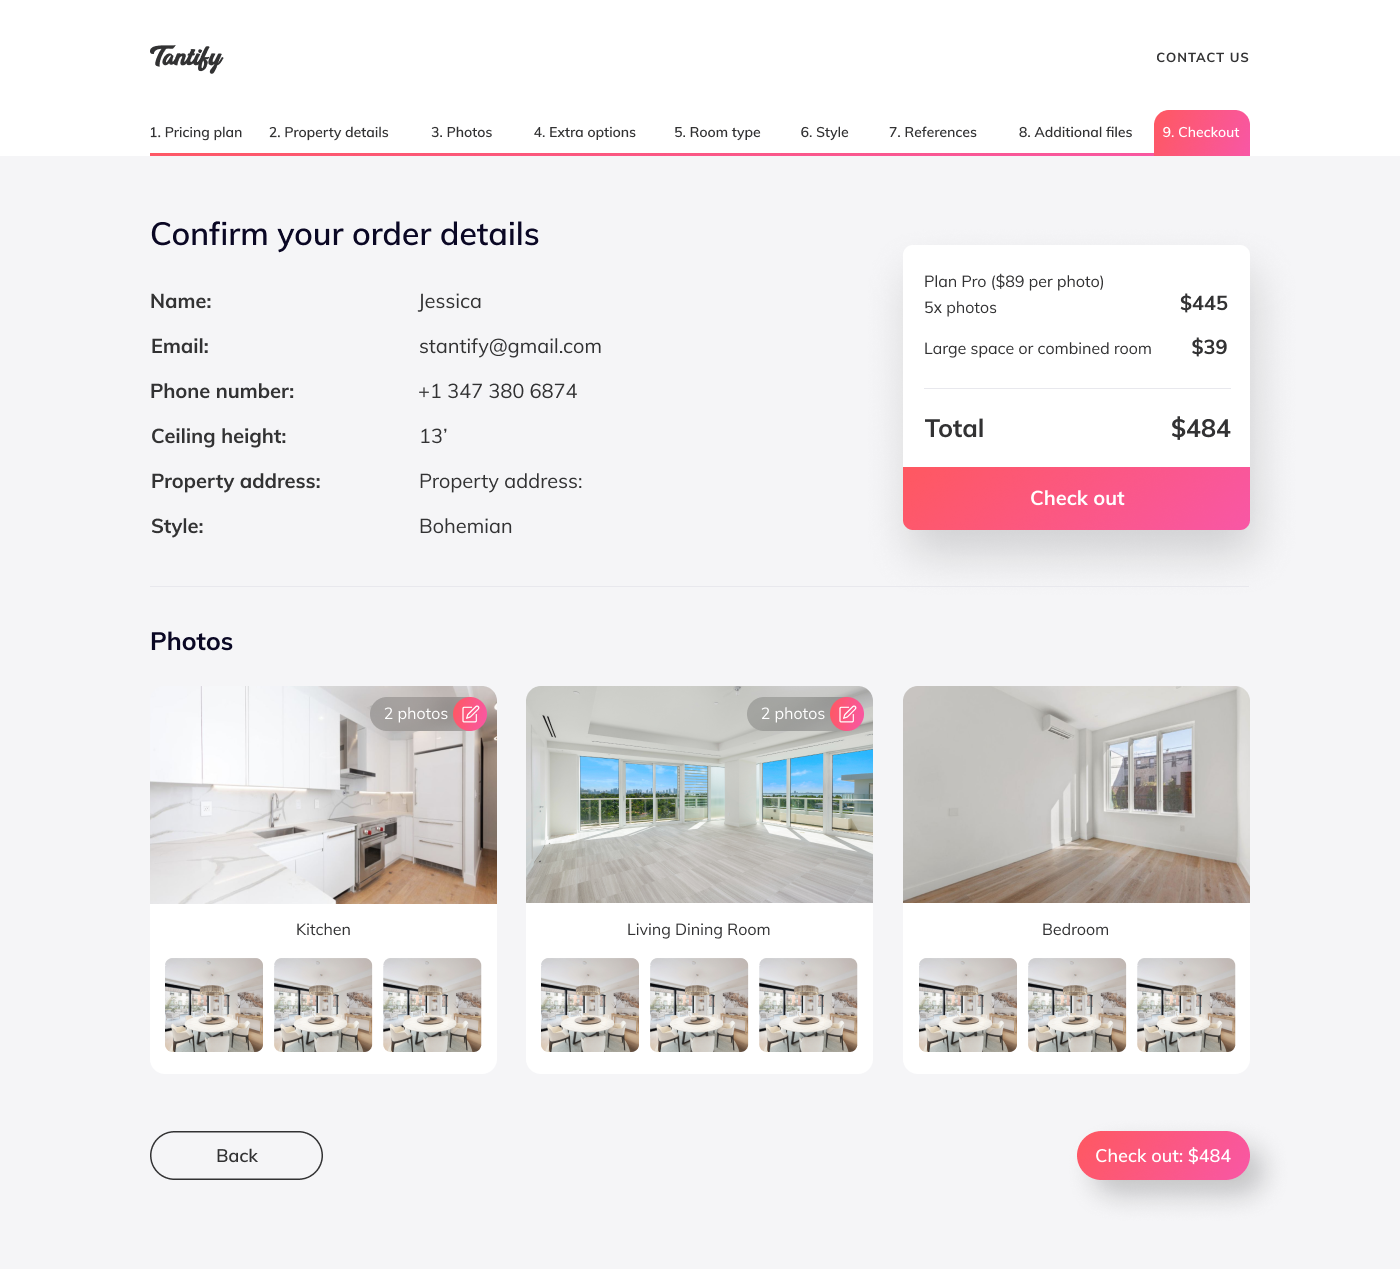 Tantify
CONTACT US
1. Pricing plan
2. Property details
3. Photos
4. Extra options
5. Room type
6. Style
7. References
8. Additional files
9. Checkout
Confirm your order details
Name: Jessica
Email: stantify@gmail.com
Phone number: +1 347 380 6874
Ceiling height: 13’
Property address: Property address:
Style: Bohemian
Plan Pro ($89 per photo)
5x photos $445
Large space or combined room $39
Total $484
Check out
Photos
2 photos
2 photos
Kitchen
Living Dining Room
Bedroom
Back
Check out: $484